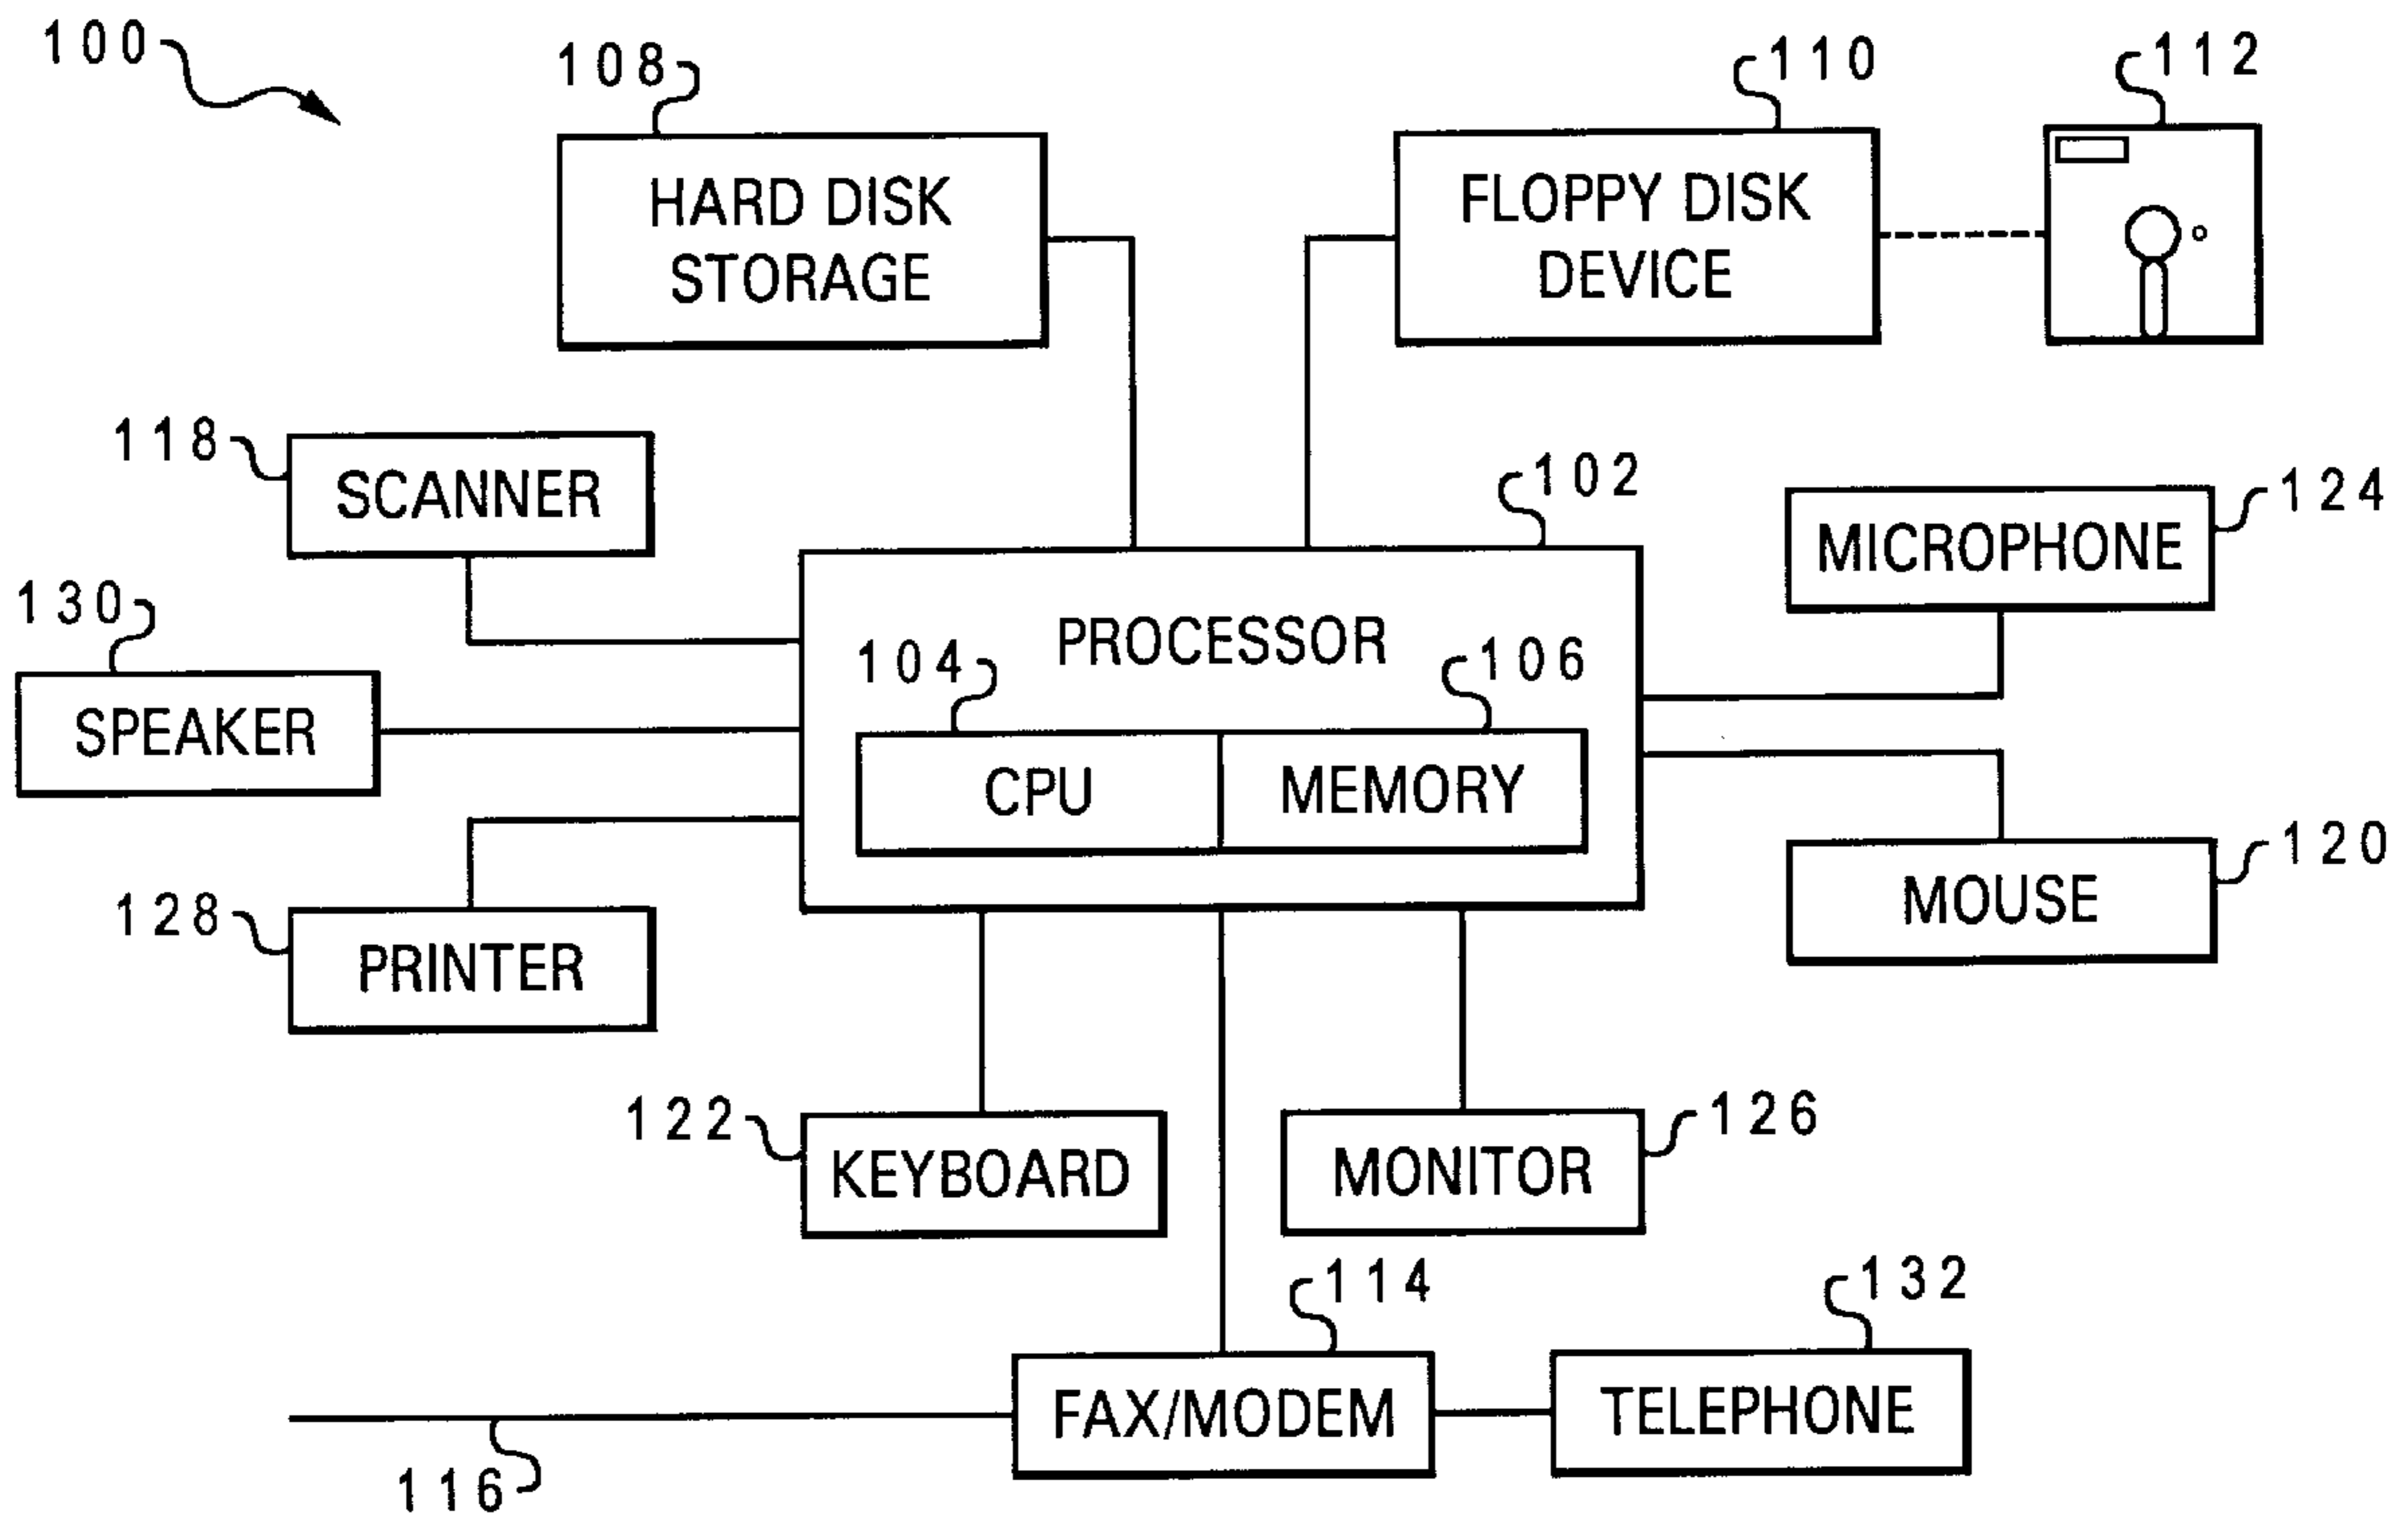 100
108
110
112
HARD DISK
STORAGE
FLOPPY DISK
DEVICE
118
SCANNER
102
124
MICROPHONE
130
SPEAKER
PROCESSOR
104
106
CPU
MEMORY
120
MOUSE
128
PRINTER
122
KEYBOARD
126
MONITOR
114
132
FAX/MODEM
TELEPHONE
116